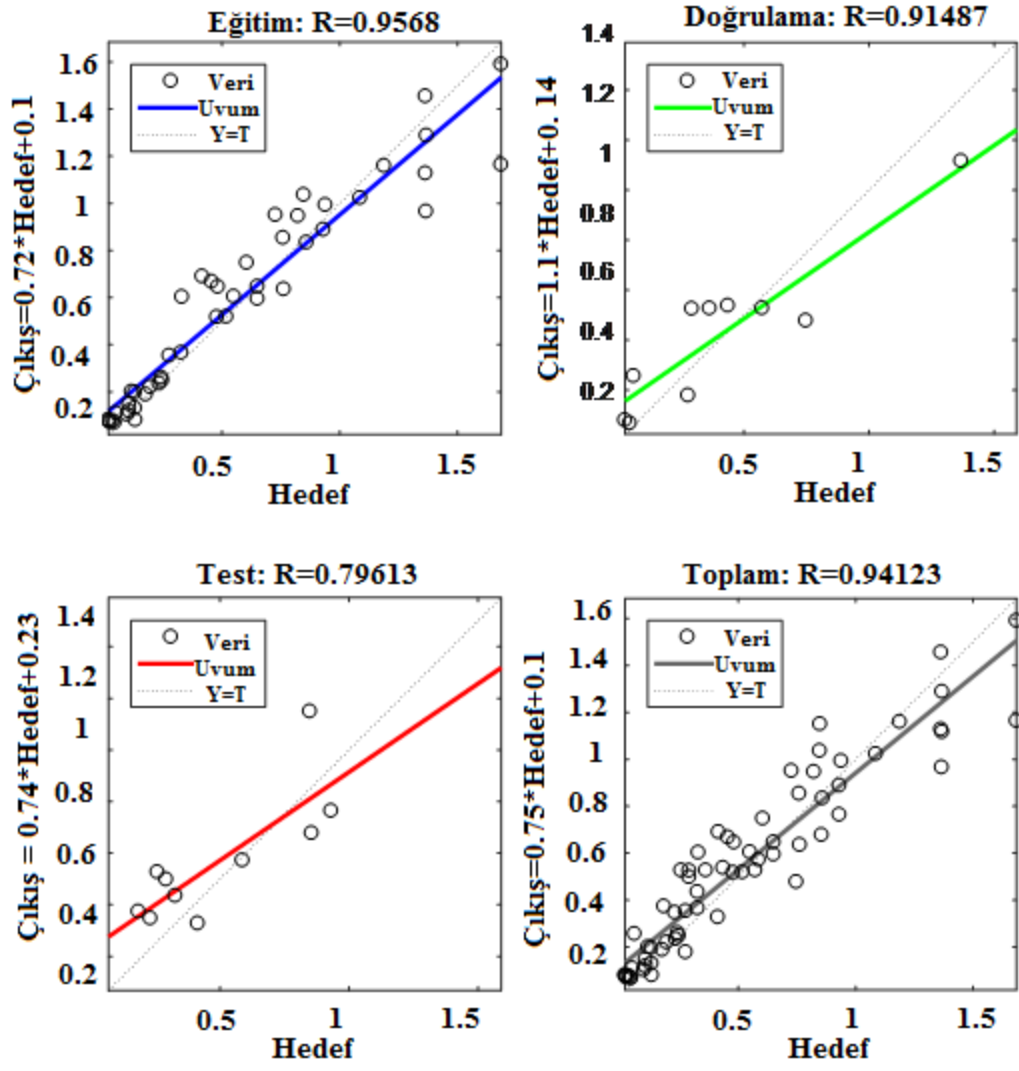 Eğitim: R=0.9568
Çıkış=0.72*Hedef+0.1
1.6
1.4
1.2
1
0.8
0.6
0.4
0.2
Veri
Uvum
Y=T
0.5
1
1.5
Hedef
Doğrulama: R=0.91487
Çıkış=1.1*Hedef+0. 14
1.4
1.2
1
0.8
0.6
0.4
0.2
Veri
Uvum
Y=T
0.5
1
1.5
Hedef
Test: R=0.79613
Çıkış = 0.74*Hedef+0.23
1.4
1.2
1
0.8
0.6
0.4
0.2
Veri
Uvum
Y=T
0.5
1
1.5
Hedef
Toplam: R=0.94123
Çıkış=0.75*Hedef+0.1
1.6
1.4
1.2
1
0.8
0.6
0.4
0.2
Veri
Uvum
Y=T
0.5
1
1.5
Hedef